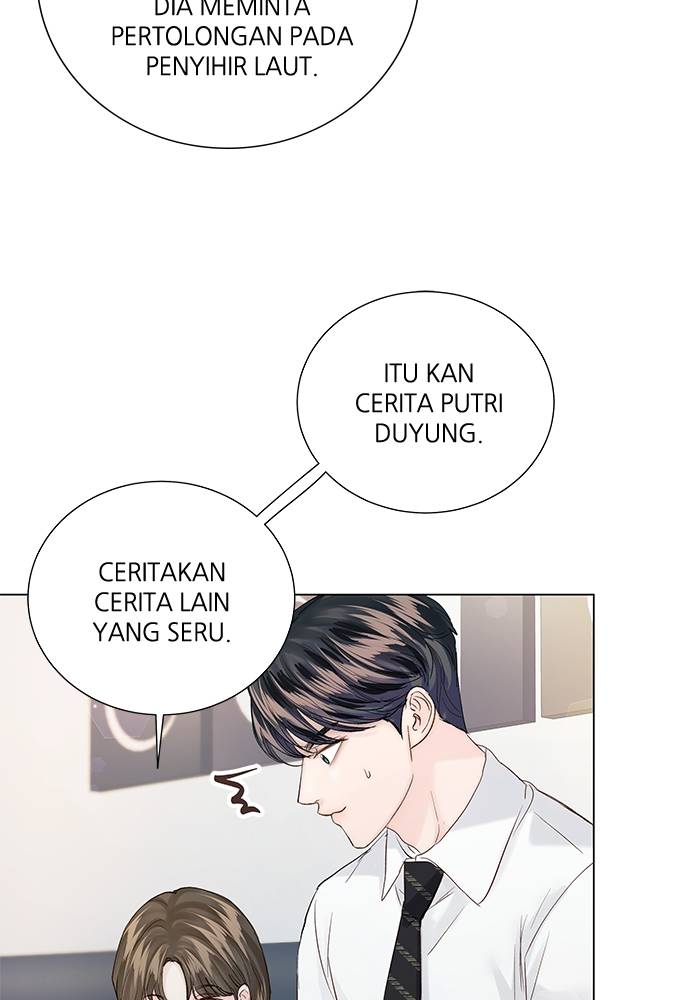 DIA MEMINTA
PERTOLONGAN PADA
PENYIHIR LAUT.
ITU KAN
CERITA PUTRI
DUYUNG.
CERITAKAN
CERITA LAIN
YANG SERU.